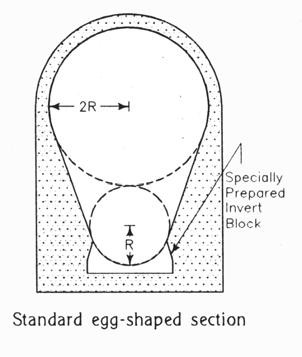 2R
Specially
Prepared
Invert
Block
R
Standard egg-shaped section